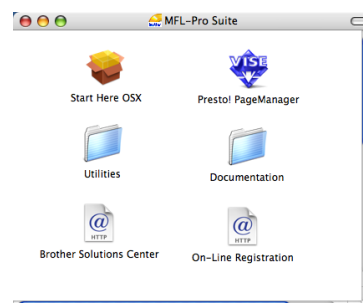 MFL-Pro Suite
VISE
Start Here OSX
Presto! PageManager
Utilities
Documentation
@
HTTP
@
HTTP
Brother Solutions Center
On-Line Registration